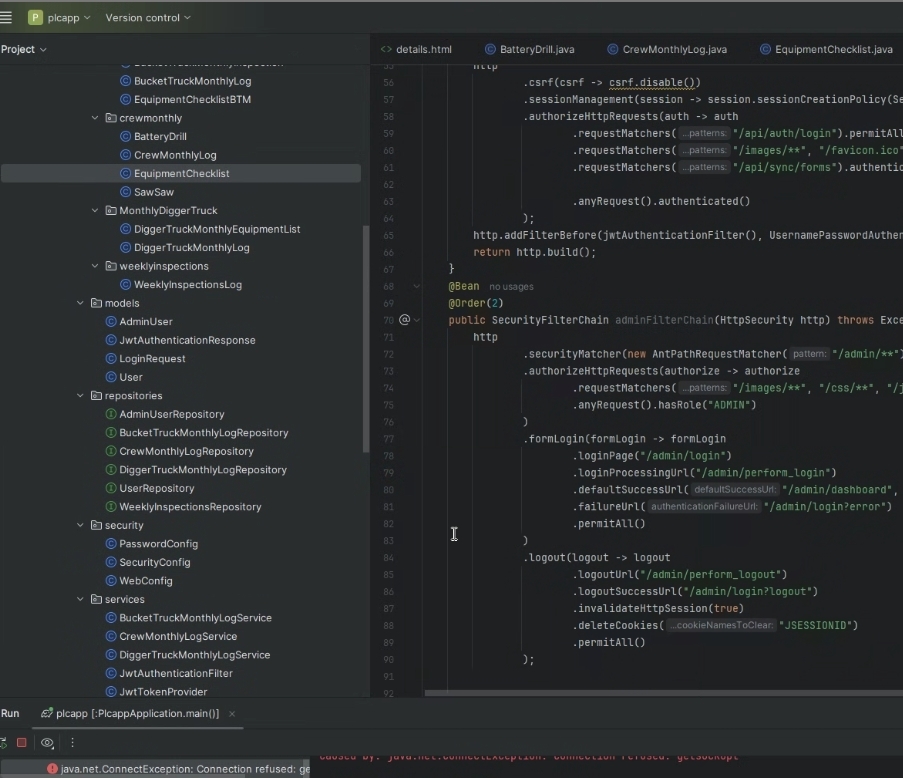 plcapp
Version control
Project
BucketTruckMonthlyLog
EquipmentChecklistBTM
crewmonthly
BatteryDrill
CrewMonthlyLog
EquipmentChecklist
SawSaw
MonthlyDiggerTruck
DiggerTruckMonthlyEquipmentList
DiggerTruckMonthlyLog
weeklyinspections
WeeklyInspectionsLog
models
AdminUser
JwtAuthenticationResponse
LoginRequest
User
repositories
AdminUserRepository
BucketTruckMonthlyLogRepository
CrewMonthlyLogRepository
DiggerTruckMonthlyLogRepository
UserRepository
WeeklyInspectionsRepository
security
PasswordConfig
SecurityConfig
WebConfig
services
BucketTruckMonthlyLogService
CrewMonthlyLogService
DiggerTruckMonthlyLogService
JwtAuthenticationFilter
JwtTokenProvider
details.html BatteryDrill.java CrewMonthlyLog.java EquipmentChecklist.java
55 http
56 .csrf(csrf -> csrf.disable())
57 .sessionManagement(session -> session.sessionCreationPolicy(Se
58 .authorizeHttpRequests(auth -> auth
59 .requestMatchers( ...patterns: "/api/auth/login").permitAll
60 .requestMatchers( ...patterns: "/images/**", "/favicon.ico"
61 .requestMatchers( ...patterns: "/api/sync/forms").authentic
62
63 .anyRequest().authenticated()
64 );
65 http.addFilterBefore(jwtAuthenticationFilter(), UsernamePasswordAuthen
66 return http.build();
67 }
68 @Bean no usages
69 @Order(2)
70 @ public SecurityFilterChain adminFilterChain(HttpSecurity http) throws Exce
71 http
72 .securityMatcher(new AntPathRequestMatcher( pattern: "/admin/**")
73 .authorizeHttpRequests(authorize -> authorize
74 .requestMatchers( ...patterns: "/images/**", "/css/**", "/j
75 .anyRequest().hasRole("ADMIN")
76 )
77 .formLogin(formLogin -> formLogin
78 .loginPage("/admin/login")
79 .loginProcessingUrl("/admin/perform_login")
80 .defaultSuccessUrl( defaultSuccessUrl: "/admin/dashboard",
81 .failureUrl( authenticationFailureUrl: "/admin/login?error")
82 .permitAll()
83 )
84 .logout(logout -> logout
85 .logoutUrl("/admin/perform_logout")
86 .logoutSuccessUrl("/admin/login?logout")
87 .invalidateHttpSession(true)
88 .deleteCookies( ...cookieNamesToClear: "JSESSIONID")
89 .permitAll()
90 );
91
92
Run plcapp [:PlcappApplication.main()]
java.net.ConnectException: Connection refused: ge
Caused by: java.net.ConnectException: Connection refused: getsockopt